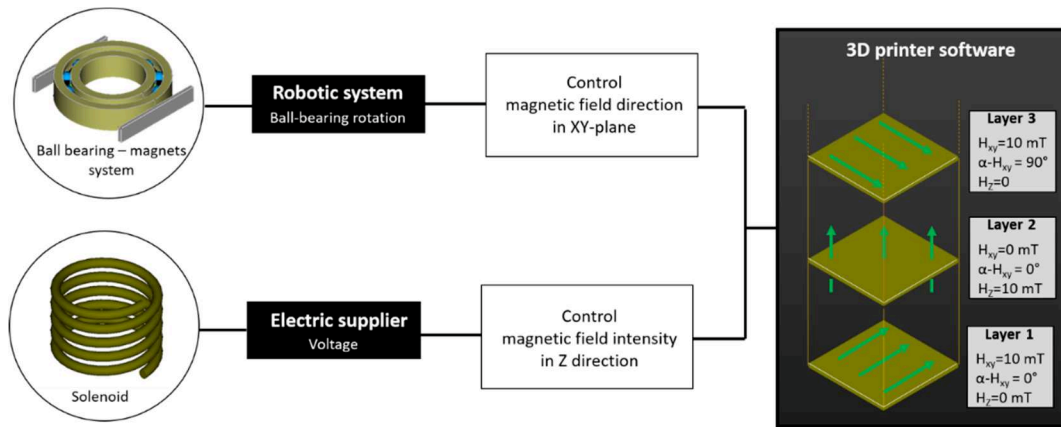 Ball bearing – magnets
system
Robotic system
Ball-bearing rotation
Control
magnetic field direction
in XY-plane
Solenoid
Electric supplier
Voltage
Control
magnetic field intensity
in Z direction
3D printer software
Layer 3
Hxy=10 mT
α-Hxy = 90°
HZ=0
Layer 2
Hxy=0 mT
α-Hxy = 0°
HZ=10 mT
Layer 1
Hxy=10 mT
α-Hxy = 0°
HZ=0 mT